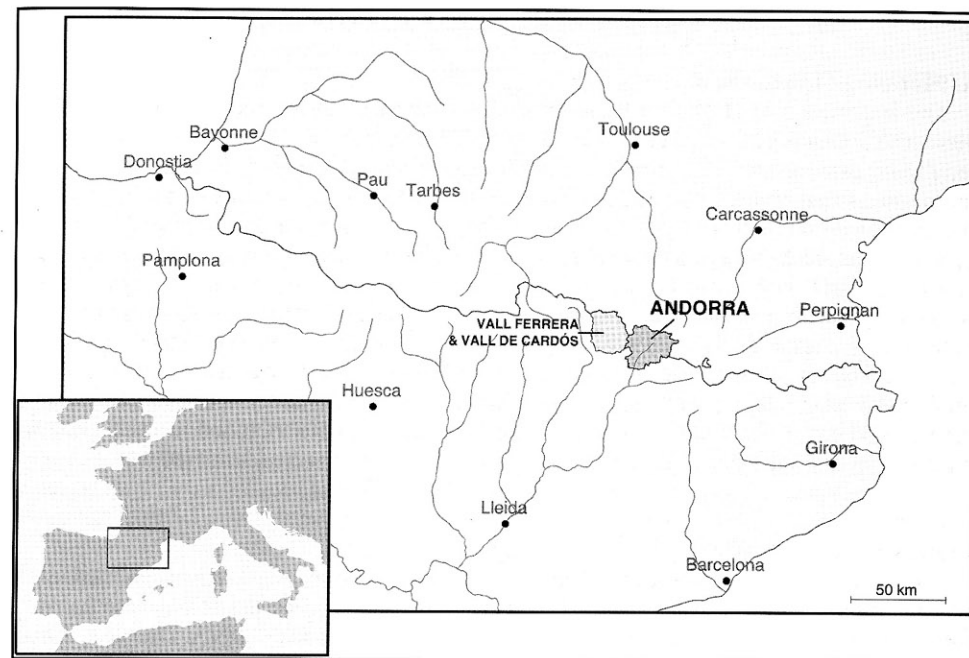 Toulouse
Bayonne
Donostia
Pau
Tarbes
Carcassonne
Pamplona
ANDORRA
Perpignan
VALL FERRERA
& VALL DE CARDÓS
Huesca
Girona
Lleida
Barcelona
50 km